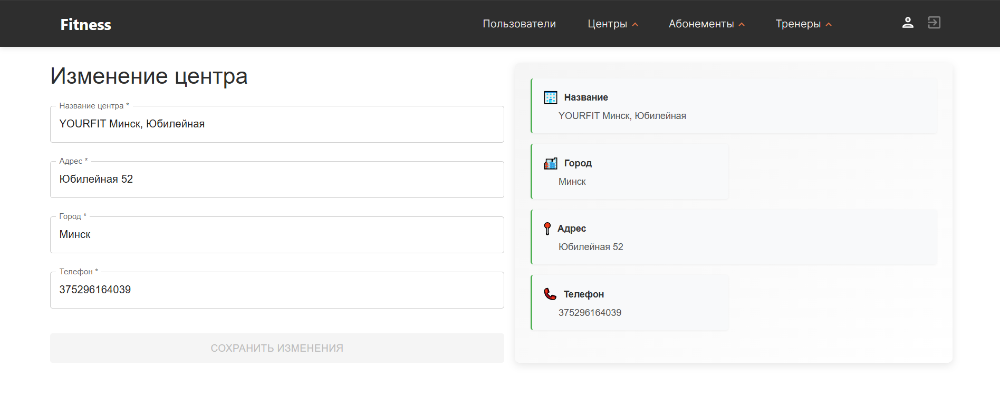 Fitness
Пользователи
Центры
Абонементы
Тренеры
Изменение центра
Название центра *
YOURFIT Минск, Юбилейная
Адрес *
Юбилейная 52
Город *
Минск
Телефон *
375296164039
СОХРАНИТЬ ИЗМЕНЕНИЯ
Название
YOURFIT Минск, Юбилейная
Город
Минск
Адрес
Юбилейная 52
Телефон
375296164039